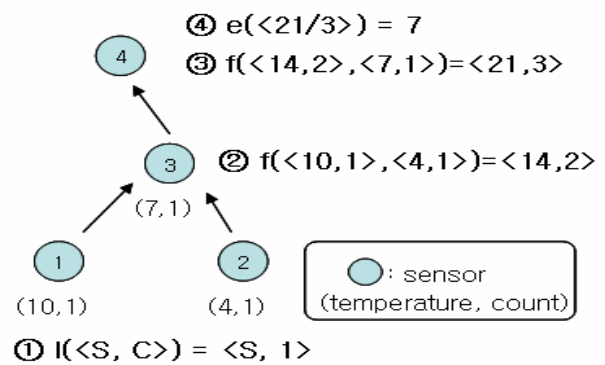 ④ e(<21/3>) = 7
4
③ f(<14,2>,<7,1>)=<21,3>
3
② f(<10,1>,<4,1>)=<14,2>
(7,1)
1
2
: sensor
(10,1)
(4,1)
(temperature, count)
① I(<S, C>) = <S, 1>